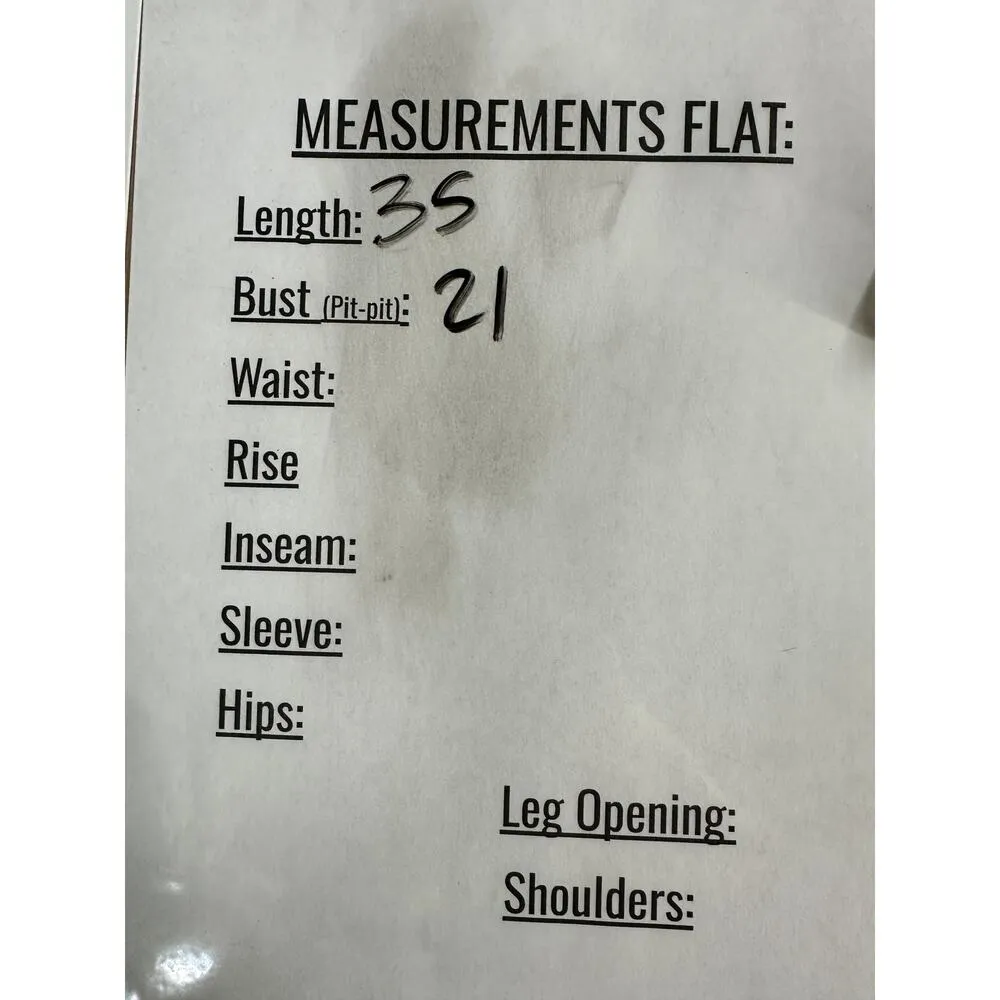 MEASUREMENTS FLAT:
Length: 35
Bust (Pit-pit): 21
Waist:
Rise
Inseam:
Sleeve:
Hips:
Leg Opening:
Shoulders: